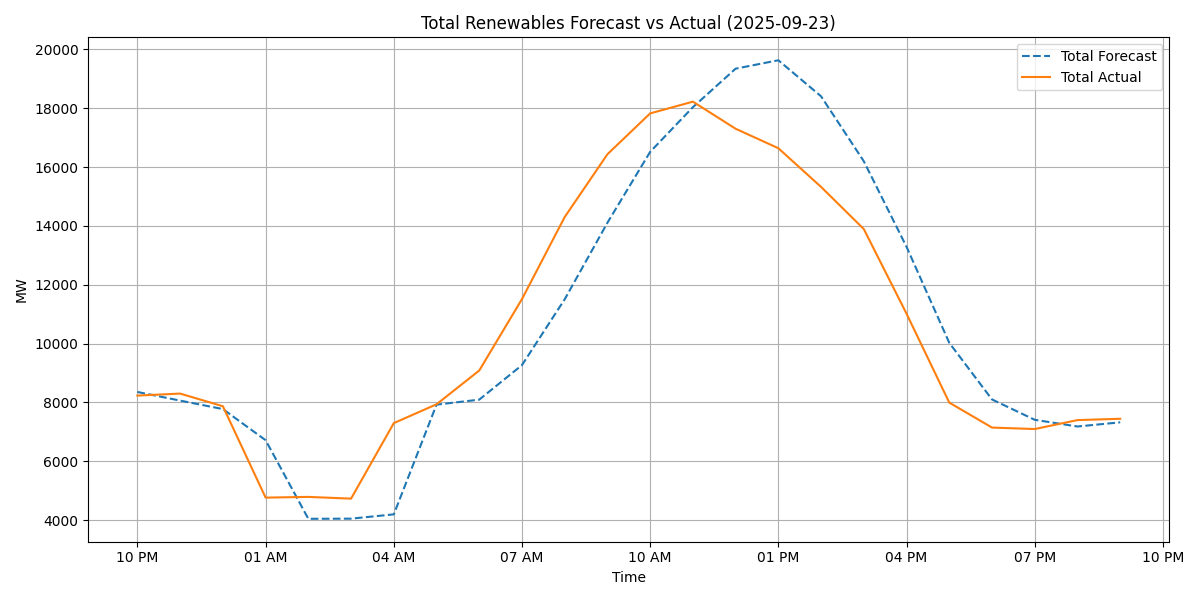 Total Renewables Forecast vs Actual (2025-09-23)
Total Forecast
Total Actual
MW
20000
18000
16000
14000
12000
10000
8000
6000
4000
10 PM 01 AM 04 AM 07 AM 10 AM 01 PM 04 PM 07 PM 10 PM
Time